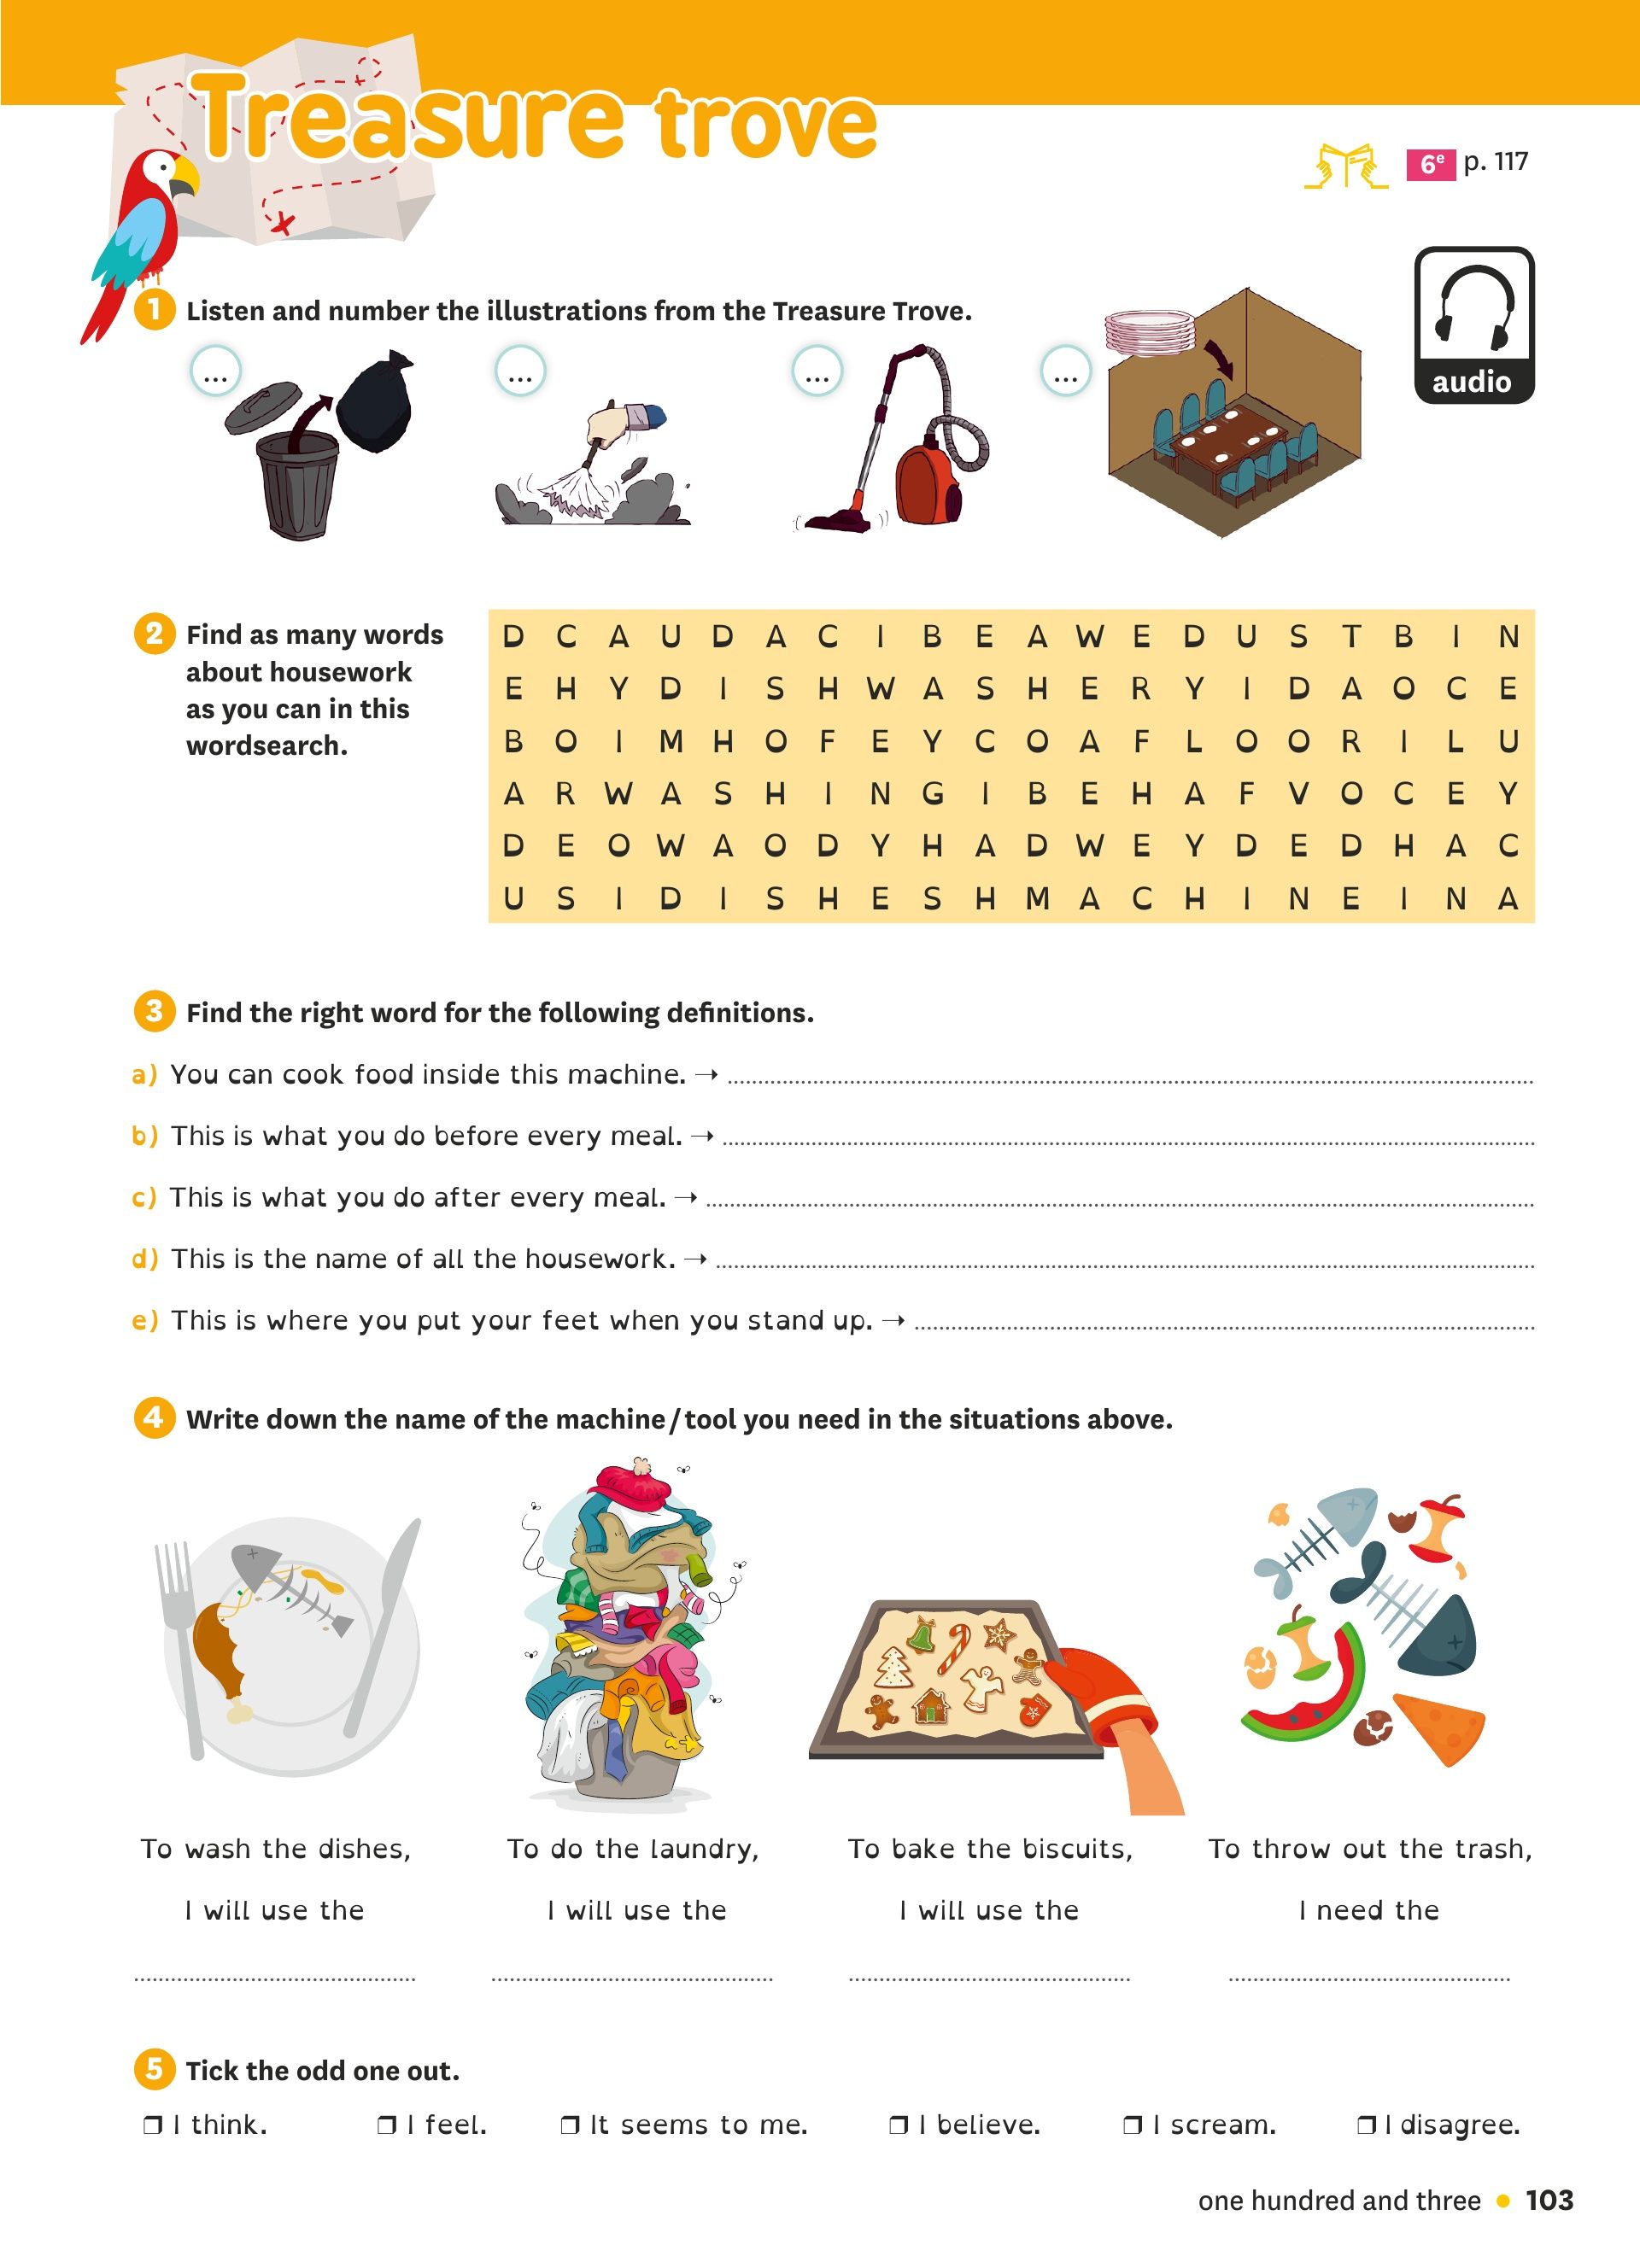 Treasure trove
6e p. 117
1 Listen and number the illustrations from the Treasure Trove.
audio
... ... ... ...
2 Find as many words
about housework
as you can in this
wordsearch.
D C A U D A C I B E A W E D U S T B I N
E H Y D I S H W A S H E R Y I D A O C E
B O I M H O F E Y C O A F L O O R I L U
A R W A S H I N G I B E H A F V O C E Y
D E O W A O D Y H A D W E Y D E D H A C
U S I D I S H E S H M A C H I N E I N A
3 Find the right word for the following definitions.
a) You can cook food inside this machine. →
b) This is what you do before every meal. →
c) This is what you do after every meal. →
d) This is the name of all the housework. →
e) This is where you put your feet when you stand up. →
4 Write down the name of the machine/tool you need in the situations above.
To wash the dishes,
I will use the
To do the laundry,
I will use the
To bake the biscuits,
I will use the
To throw out the trash,
I need the
5 Tick the odd one out.
❒ I think. ❒ I feel. ❒ It seems to me. ❒ I believe. ❒ I scream. ❒ I disagree.
one hundred and three • 103